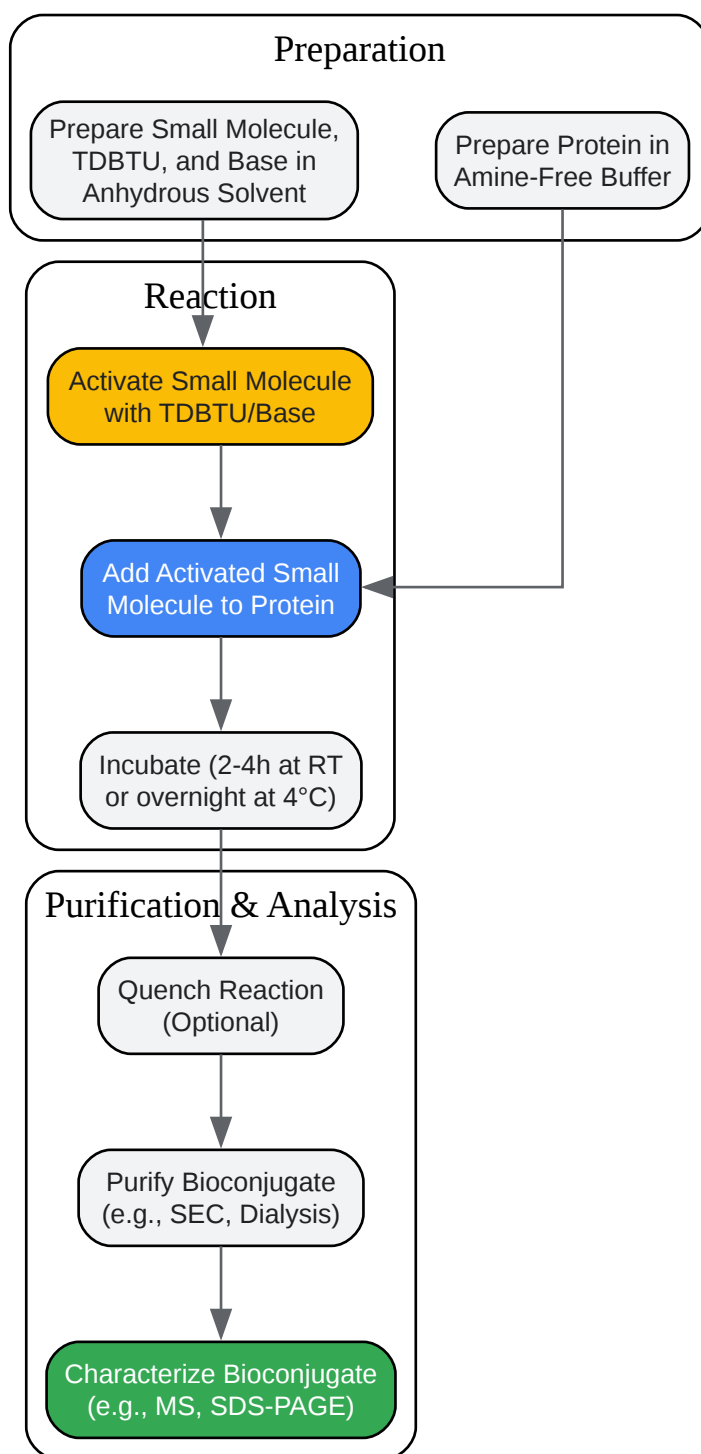 Preparation
Prepare Small Molecule,
TDBTU, and Base in
Anhydrous Solvent
Prepare Protein in
Amine-Free Buffer
Reaction
Activate Small Molecule
with TDBTU/Base
Add Activated Small
Molecule to Protein
Incubate (2-4h at RT
or overnight at 4°C)
Purification & Analysis
Quench Reaction
(Optional)
Purify Bioconjugate
(e.g., SEC, Dialysis)
Characterize Bioconjugate
(e.g., MS, SDS-PAGE)